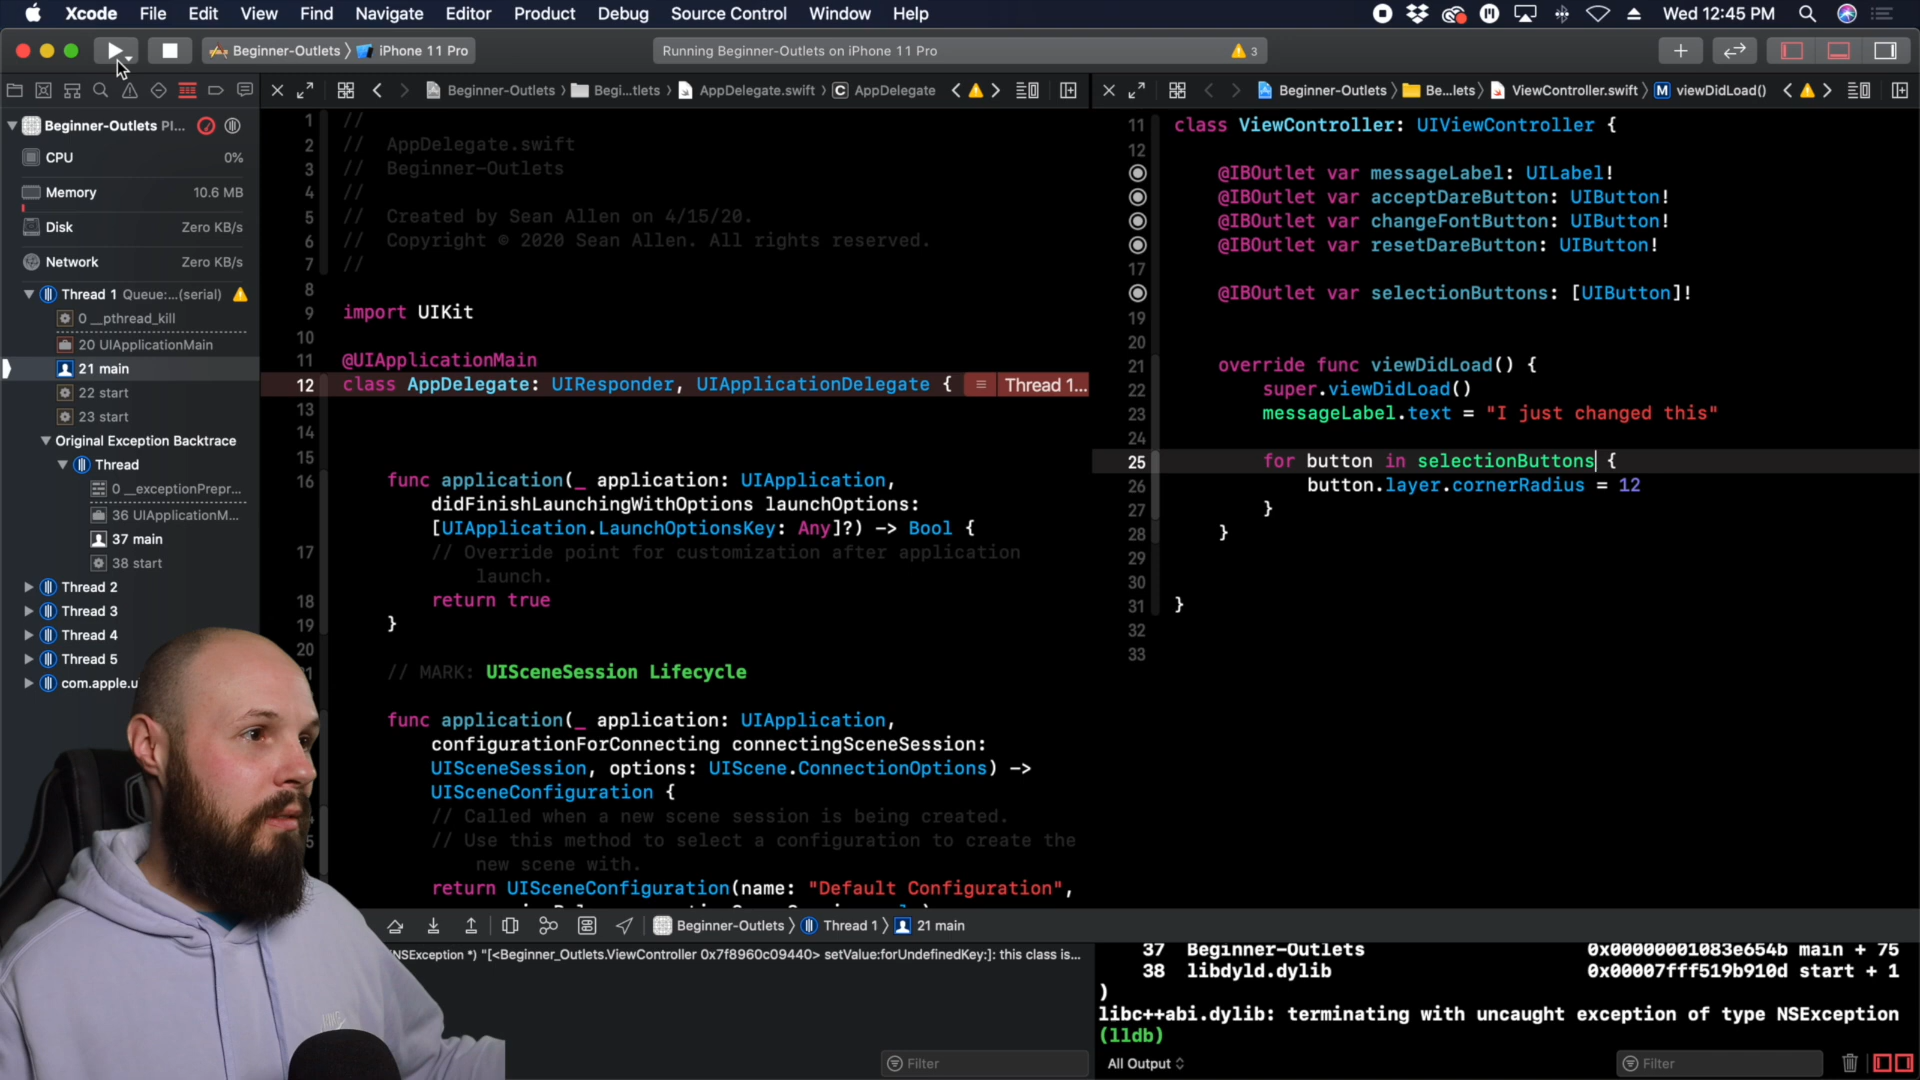 Xcode File Edit View Find Navigate Editor Product Debug Source Control Window Help
Wed 12:45 PM
Beginner-Outlets 〉 iPhone 11 Pro
Running Beginner-Outlets on iPhone 11 Pro
3
Beginner-Outlets 〉 Begi...tlets 〉 AppDelegate.swift 〉 C AppDelegate
Beginner-Outlets 〉 Be...lets 〉 ViewController.swift 〉 M viewDidLoad()
Beginner-Outlets PI...
CPU 0%
Memory 10.6 MB
Disk Zero KB/s
Network Zero KB/s
Thread 1 Queue:...(serial)
0 __pthread_kill
20 UIApplicationMain
21 main
22 start
23 start
Original Exception Backtrace
Thread
0 __exceptionPrepr...
36 UIApplicationM...
37 main
38 start
Thread 2
Thread 3
Thread 4
Thread 5
com.apple.u
1 //
2 // AppDelegate.swift
3 // Beginner-Outlets
4 //
5 // Created by Sean Allen on 4/15/20.
6 // Copyright © 2020 Sean Allen. All rights reserved.
7 //
8
9 import UIKit
10
11 @UIApplicationMain
12 class AppDelegate: UIResponder, UIApplicationDelegate { Thread 1...
13
14
15
16 func application(_ application: UIApplication,
didFinishLaunchingWithOptions launchOptions:
[UIApplication.LaunchOptionsKey: Any]?) -> Bool {
17 // Override point for customization after application
launch.
18 return true
19 }
20
// MARK: UISceneSession Lifecycle
func application(_ application: UIApplication,
configurationForConnecting connectingSceneSession:
UISceneSession, options: UIScene.ConnectionOptions) ->
UISceneConfiguration {
// Called when a new scene session is being created.
// Use this method to select a configuration to create the
new scene with.
return UISceneConfiguration(name: "Default Configuration",
11 class ViewController: UIViewController {
12
@IBOutlet var messageLabel: UILabel!
@IBOutlet var acceptDareButton: UIButton!
@IBOutlet var changeFontButton: UIButton!
@IBOutlet var resetDareButton: UIButton!
17
@IBOutlet var selectionButtons: [UIButton]!
19
20
21 override func viewDidLoad() {
22 super.viewDidLoad()
23 messageLabel.text = "I just changed this"
24
25 for button in selectionButtons {
26 button.layer.cornerRadius = 12
27 }
28 }
29
30
31 }
32
33
Beginner-Outlets 〉 Thread 1 〉 21 main
NSException *) "[<Beginner_Outlets.ViewController 0x7f8960c09440> setValue:forUndefinedKey:]: this class is...
37 Beginner-Outlets 0x00000001083e654b main + 75
38 libdyld.dylib 0x00007fff519b910d start + 1
)
libc++abi.dylib: terminating with uncaught exception of type NSException
(lldb)
Filter
All Output
Filter